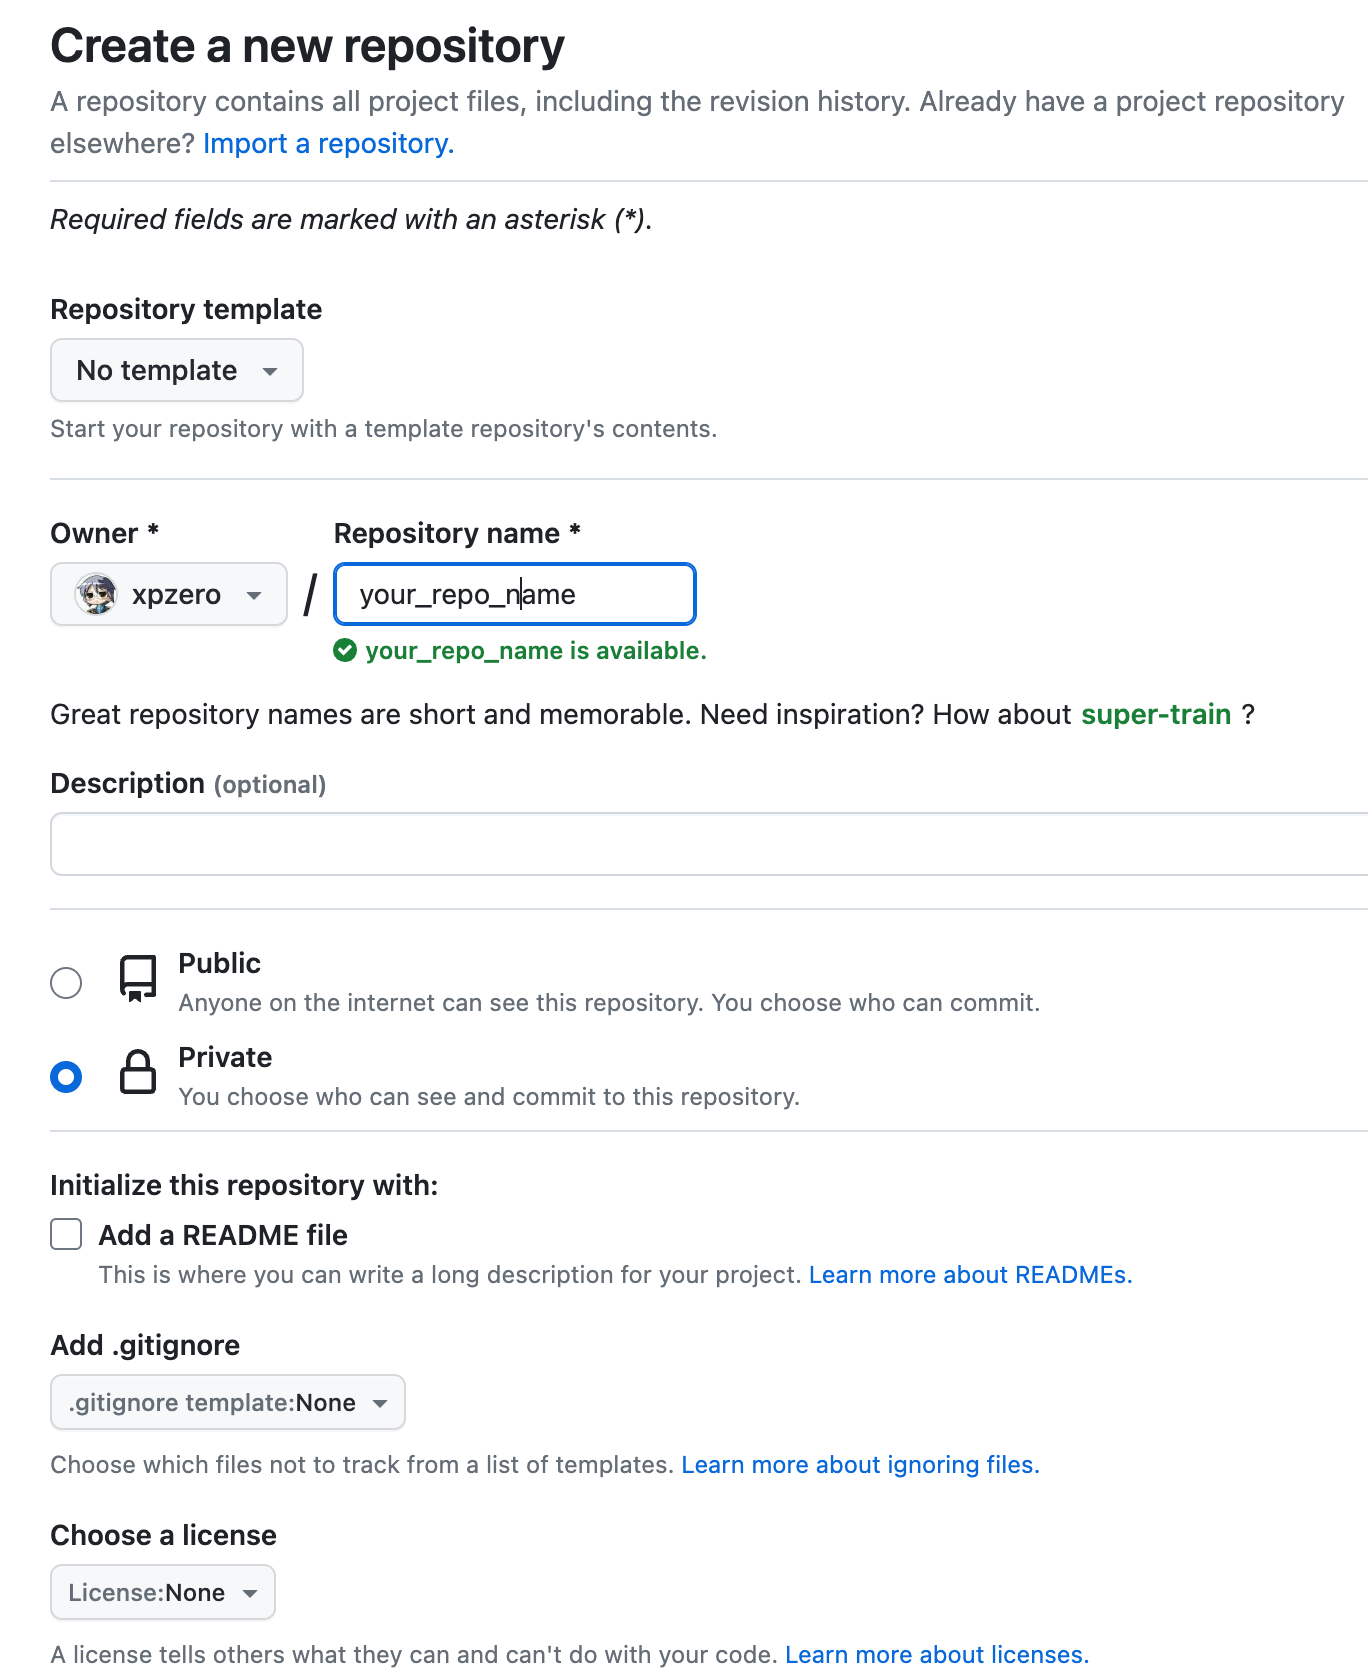 Create a new repository
A repository contains all project files, including the revision history. Already have a project repository
elsewhere? Import a repository.
Required fields are marked with an asterisk (*).
Repository template
No template
Start your repository with a template repository's contents.
Owner *
Repository name *
xpzero
/
your_repo_name
your_repo_name is available.
Great repository names are short and memorable. Need inspiration? How about super-train ?
Description (optional)
Public
Anyone on the internet can see this repository. You choose who can commit.
Private
You choose who can see and commit to this repository.
Initialize this repository with:
Add a README file
This is where you can write a long description for your project. Learn more about READMEs.
Add .gitignore
.gitignore template:None
Choose which files not to track from a list of templates. Learn more about ignoring files.
Choose a license
License:None
A license tells others what they can and can't do with your code. Learn more about licenses.